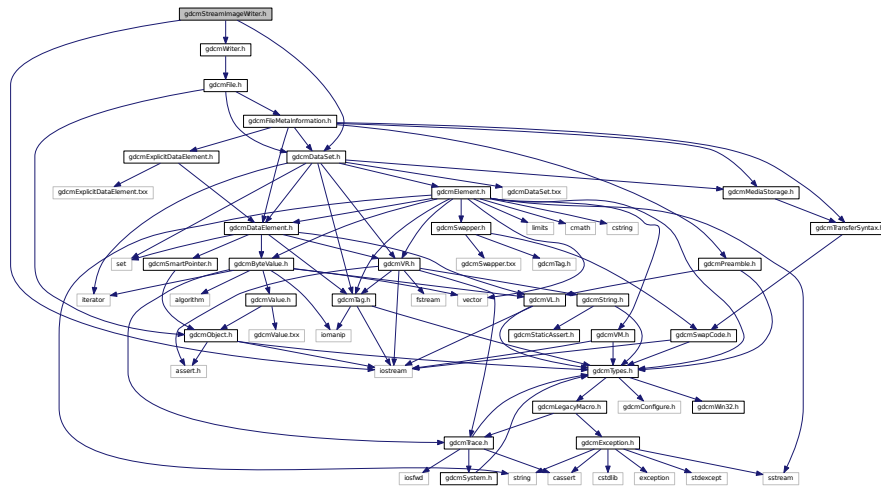 gdcmStreamImageWriter.h
gdcmWriter.h
gdcmFile.h
gdcmFileMetaInformation.h
gdcmExplicitDataElement.h
gdcmDataSet.h
gdcmExplicitDataElement.txx
gdcmElement.h
gdcmDataSet.txx
gdcmMediaStorage.h
gdcmDataElement.h
gdcmSwapper.h
limits
cmath
cstring
gdcmTransferSyntax.h
set
gdcmSmartPointer.h
gdcmByteValue.h
gdcmVR.h
gdcmSwapper.txx
gdcmTag.h
gdcmPreamble.h
iterator
algorithm
gdcmValue.h
gdcmTag.h
fstream
vector
gdcmVL.h
gdcmString.h
gdcmObject.h
gdcmValue.txx
iomanip
gdcmStaticAssert.h
gdcmVM.h
gdcmSwapCode.h
assert.h
iostream
gdcmTypes.h
gdcmLegacyMacro.h
gdcmConfigure.h
gdcmWin32.h
gdcmTrace.h
gdcmException.h
iosfwd
gdcmSystem.h
string
cassert
cstdlib
exception
stdexcept
sstream